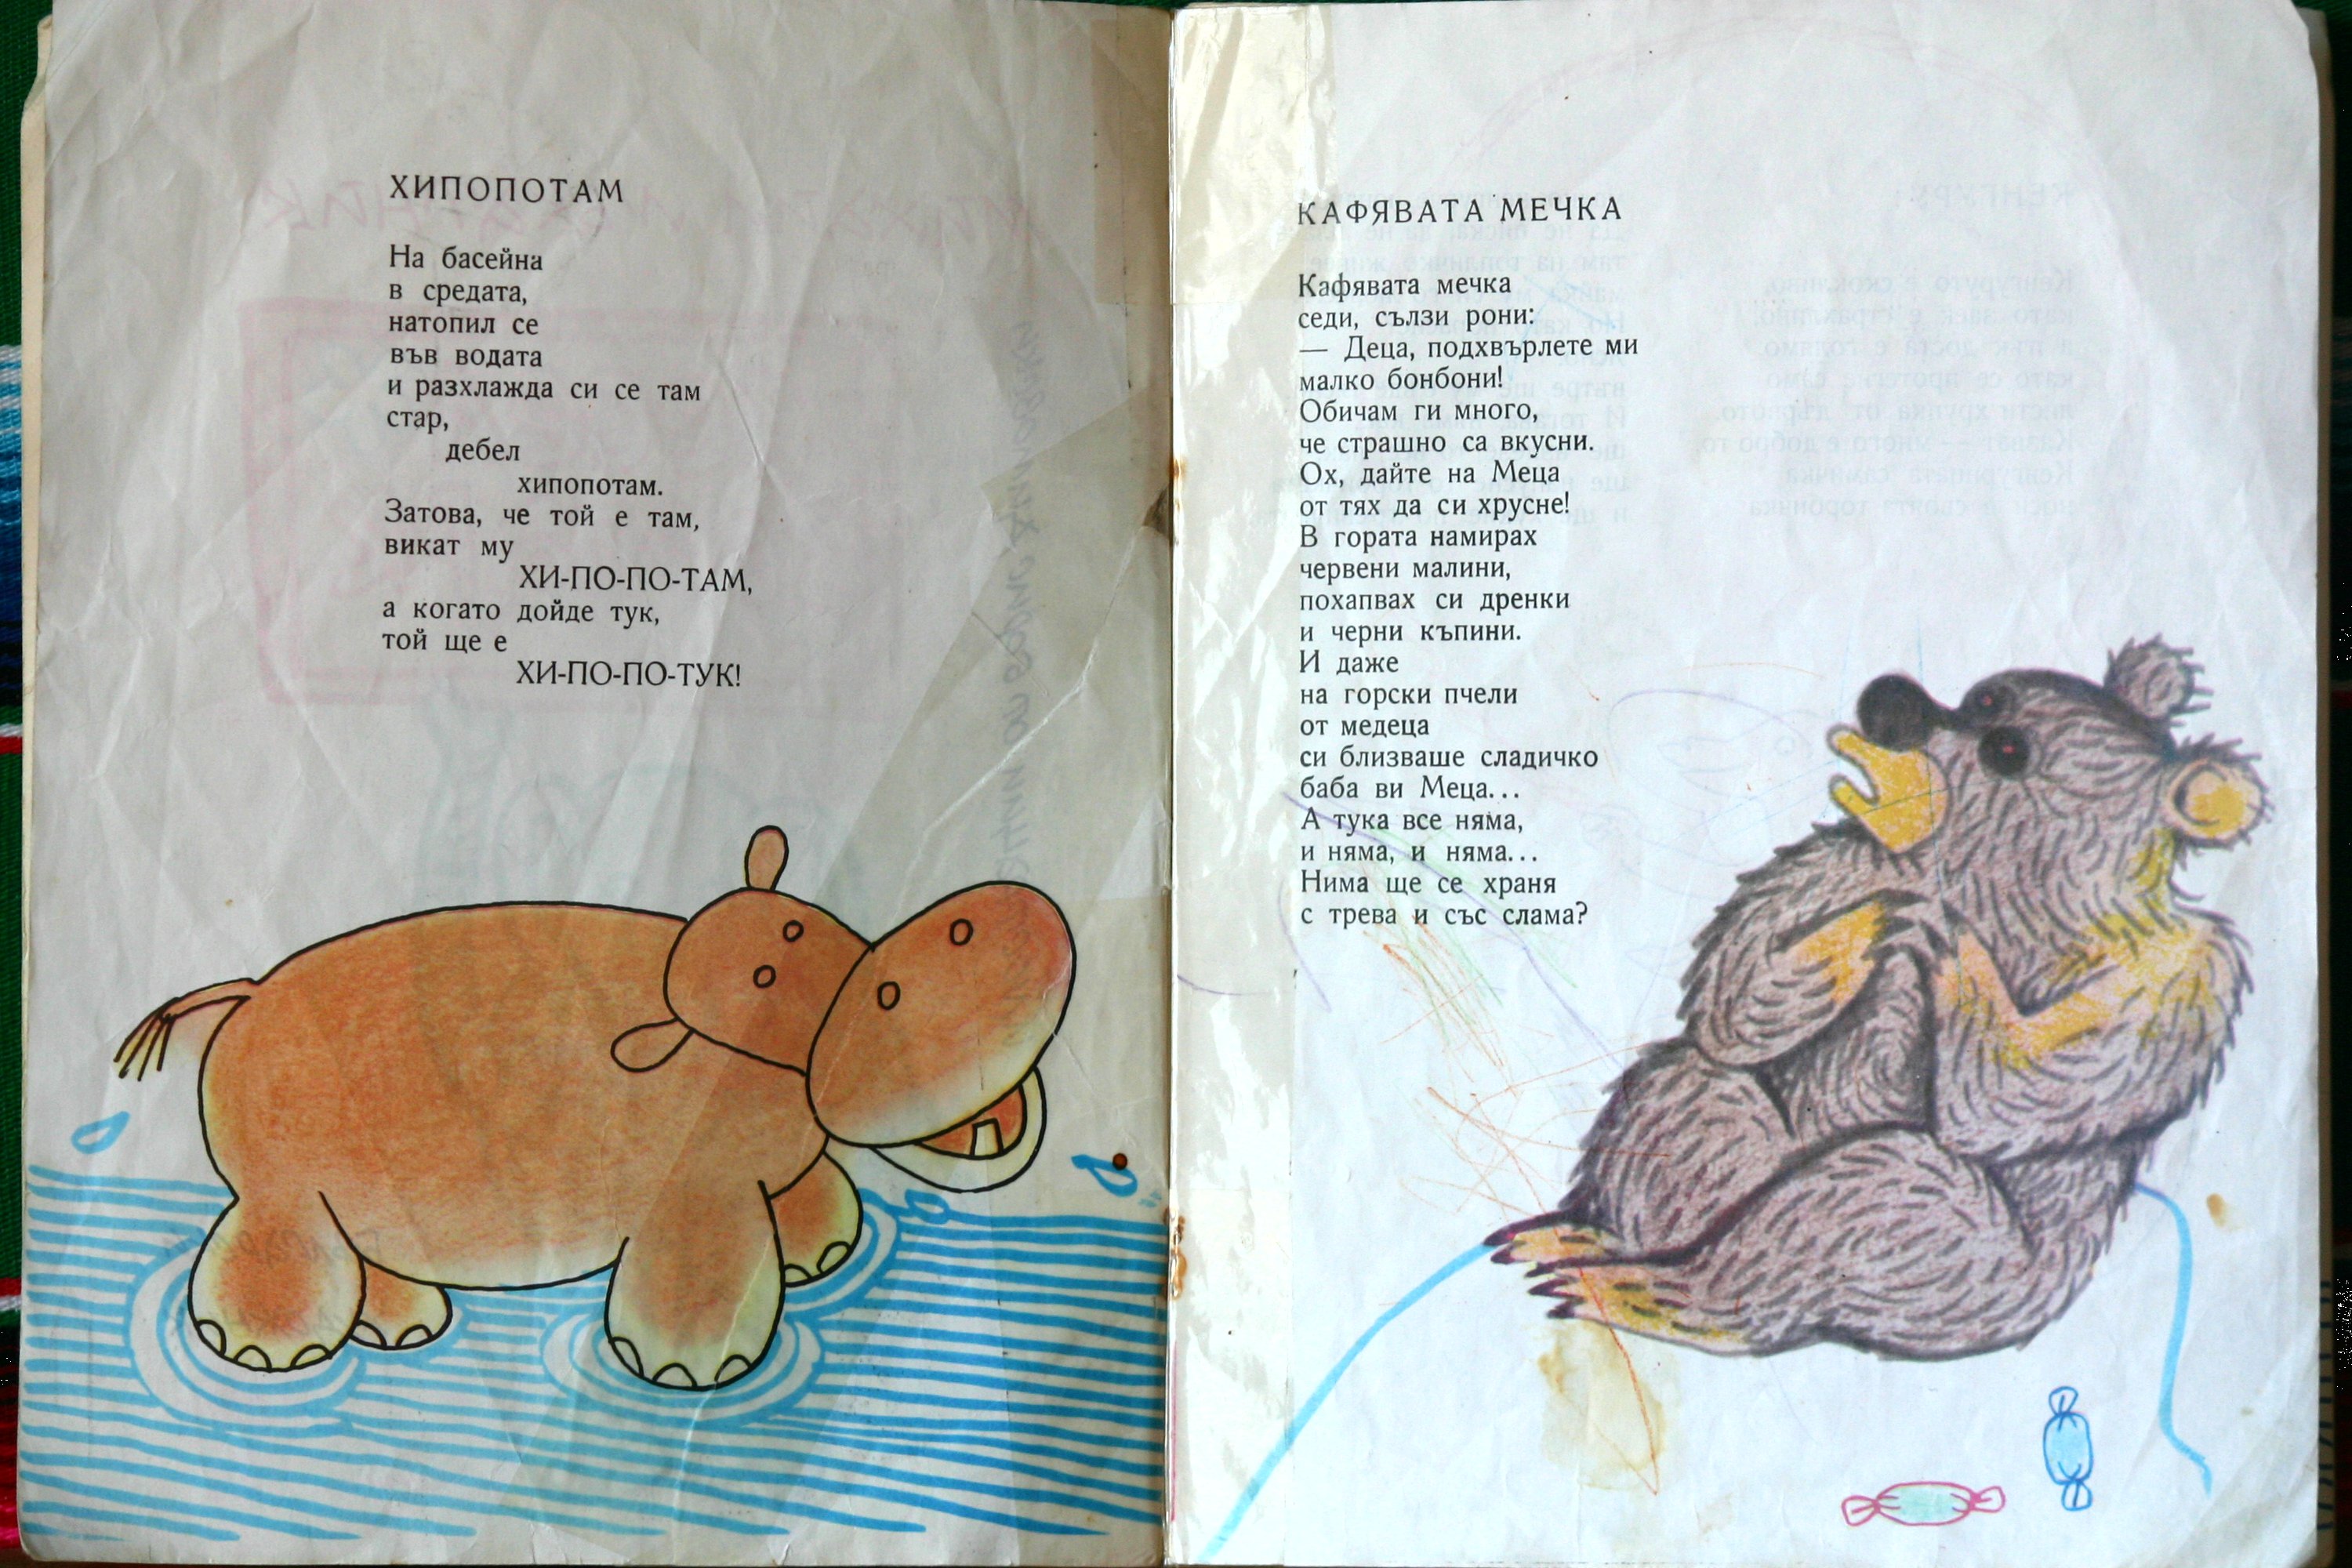 ХИПОПОТАМ
На басейна
в средата,
натопил се
във водата
и разхлажда си се там
стар,
дебел
хипопотам.
Затова, че той е там,
викат му
ХИ-ПО-ПО-ТАМ,
а когато дойде тук,
той ще е
ХИ-ПО-ПО-ТУК!
КАФЯВАТА МЕЧКА
Кафявата мечка
седи, сълзи рони:
— Деца, подхвърлете ми
малко бонбони!
Обичам ги много,
че страшно са вкусни.
Ох, дайте на Меца
от тях да си хрусне!
В гората намирах
червени малини,
похапвах си дренки
и черни къпини.
И даже
на горски пчели
от медеца
си близваше сладичко
баба ви Меца...
А тука все няма,
и няма, и няма...
Нима ще се храня
с трева и със слама?